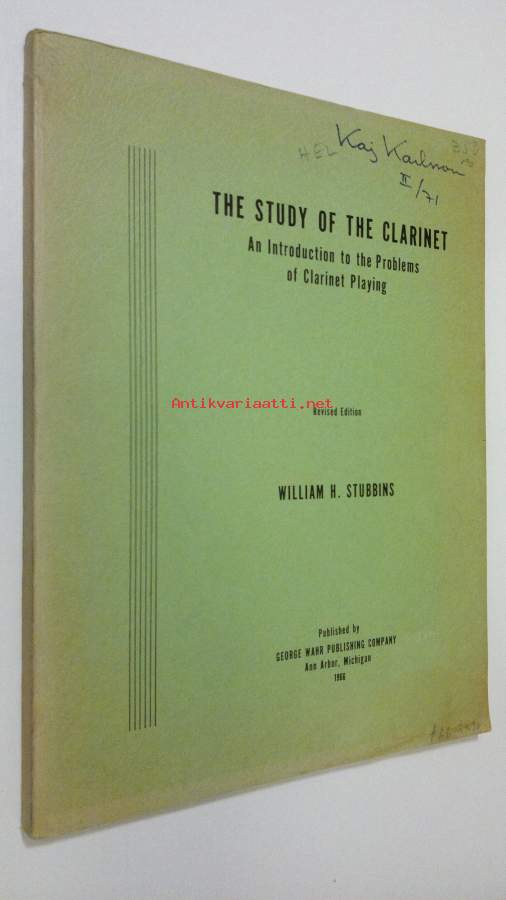 HEL Kaj Karlsson
II/71
THE STUDY OF THE CLARINET
An Introduction to the Problems
of Clarinet Playing
Antikvariaatti.net
Revised Edition
WILLIAM H. STUBBINS
Published by
GEORGE WAHR PUBLISHING COMPANY
Ann Arbor, Michigan
1966